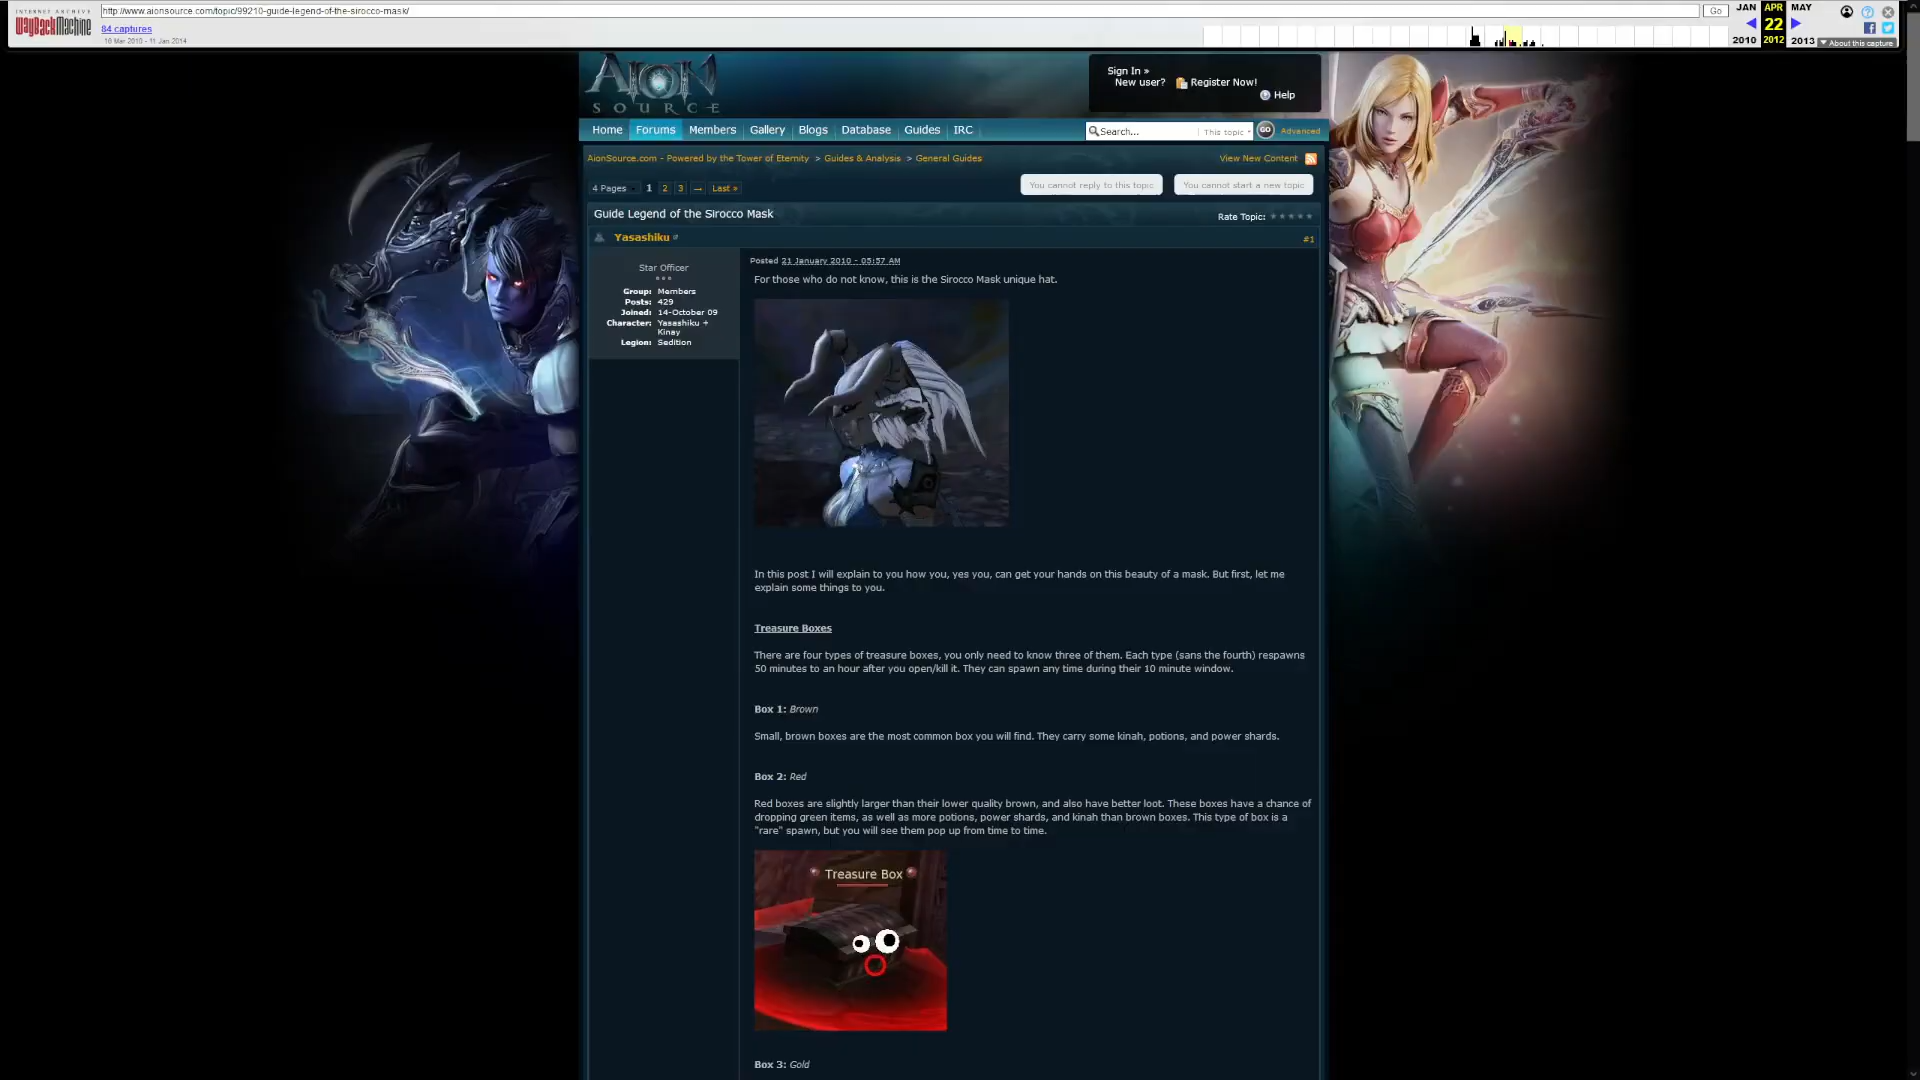 INTERNET ARCHIVE
WayBackMachine
http://www.aionsource.com/topic/99210-guide-legend-of-the-sirocco-mask/
Go
JAN APR MAY
84 captures
22
16 Mar 2010 - 11 Jan 2014
2010 2012 2013
About this capture
AION
SOURCE
Sign In »
New user? Register Now!
Help
Home Forums Members Gallery Blogs Database Guides IRC
Search... This topic GO Advanced
AionSource.com - Powered by the Tower of Eternity > Guides & Analysis > General Guides
View New Content
4 Pages 1 2 3 → Last »
You cannot reply to this topic
You cannot start a new topic
Guide Legend of the Sirocco Mask
Rate Topic:
Yasashiku
#1
Star Officer
Group: Members
Posts: 429
Joined: 14-October 09
Character: Yasashiku +
Kinay
Legion: Sedition
Posted 21 January 2010 - 05:57 AM
For those who do not know, this is the Sirocco Mask unique hat.
In this post I will explain to you how you, yes you, can get your hands on this beauty of a mask. But first, let me
explain some things to you.
Treasure Boxes
There are four types of treasure boxes, you only need to know three of them. Each type (sans the fourth) respawns
50 minutes to an hour after you open/kill it. They can spawn any time during their 10 minute window.
Box 1: Brown
Small, brown boxes are the most common box you will find. They carry some kinah, potions, and power shards.
Box 2: Red
Red boxes are slightly larger than their lower quality brown, and also have better loot. These boxes have a chance of
dropping green items, as well as more potions, power shards, and kinah than brown boxes. This type of box is a
"rare" spawn, but you will see them pop up from time to time.
Treasure Box
Box 3: Gold